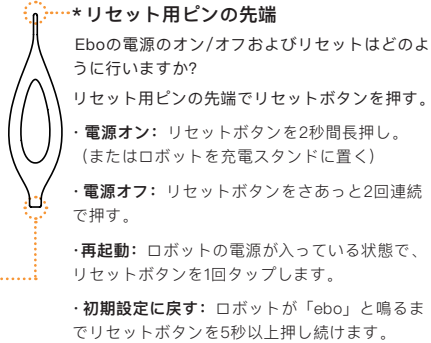 *リセット用ピンの先端
Eboの電源のオン/オフおよびリセットはどのよ
うに行いますか?
リセット用ピンの先端でリセットボタンを押す。
・電源オン：リセットボタンを2秒間長押し。
（またはロボットを充電スタンドに置く）
・電源オフ：リセットボタンをさあっと2回連続
で押す。
・再起動：ロボットの電源が入っている状態で、
リセットボタンを1回タップします。
・初期設定に戻す：ロボットが「ebo」と鳴るま
でリセットボタンを5秒以上押し続けます。